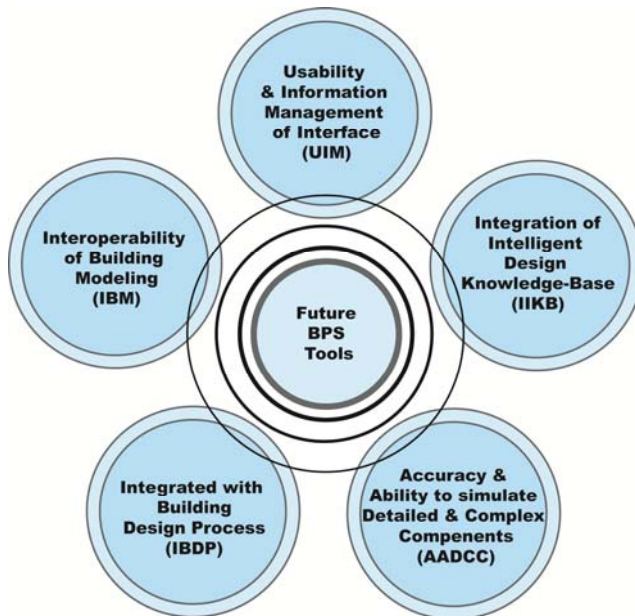 Usability
& Information
Management
of Interface
(UIM)
Interoperability
of Building
Modeling
(IBM)
Integration of
Intelligent
Design
Knowledge-Base
(IIKB)
Future
BPS
Tools
Integrated with
Building
Design Process
(IBDP)
Accuracy &
Ability to simulate
Detailed & Complex
Compenents
(AADCC)